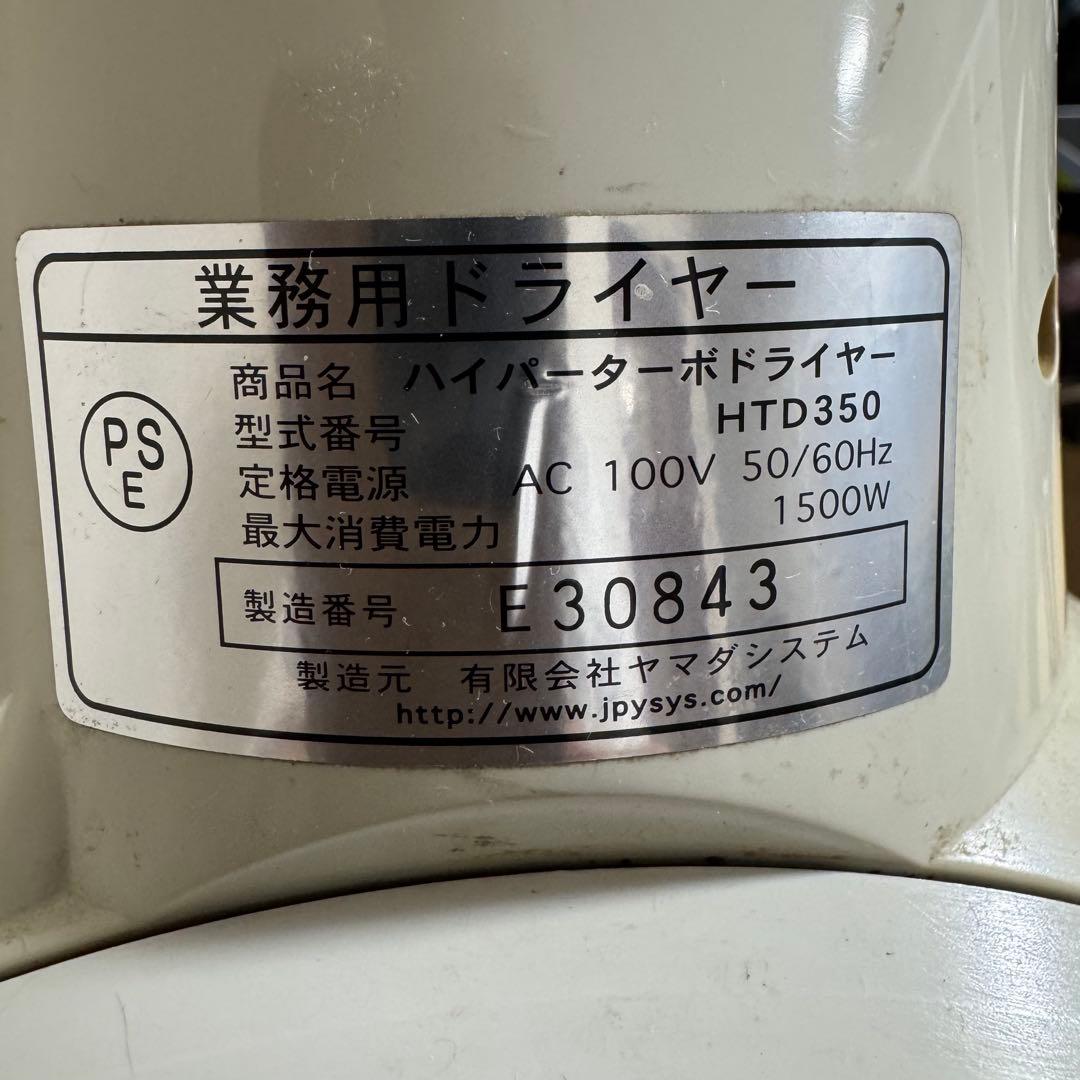 業務用ドライヤー
PSE
商品名 ハイパーターボドライヤー
型式番号 HTD350
定格電源 AC 100V 50/60Hz
最大消費電力 1500W
製造番号 E30843
製造元 有限会社ヤマダシステム
http://www.jpysys.com/